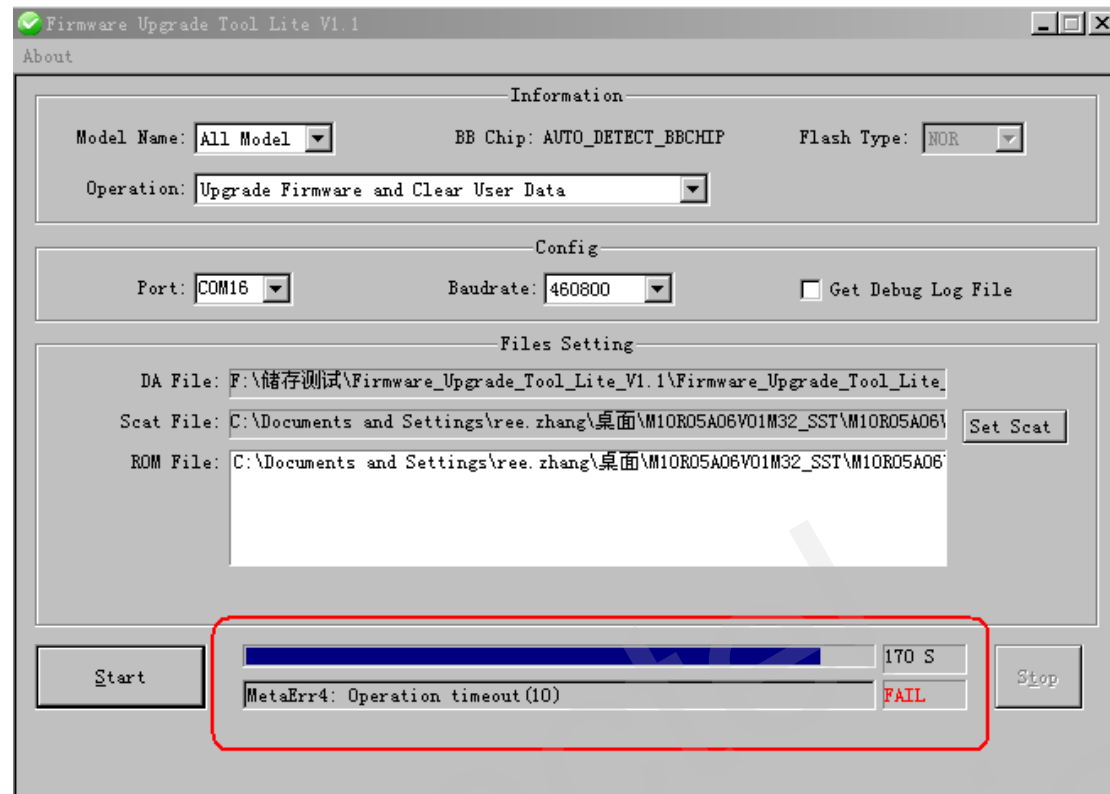 Firmware Upgrade Tool Lite V1.1
About
Information
Model Name: All Model BB Chip: AUTO_DETECT_BBCHIP Flash Type: NOR
Operation: Upgrade Firmware and Clear User Data
Config
Port: COM16 Baudrate: 460800 Get Debug Log File
Files Setting
DA File: F:\储存测试\Firmware_Upgrade_Tool_Lite_V1.1\Firmware_Upgrade_Tool_Lite_
Scat File: C:\Documents and Settings\ree.zhang\桌面\M10R05A06V01M32_SST\M10R05A06\ Set Scat
ROM File: C:\Documents and Settings\ree.zhang\桌面\M10R05A06V01M32_SST\M10R05A06
170 S
Start Stop
MetaErr4: Operation timeout(10) FAIL